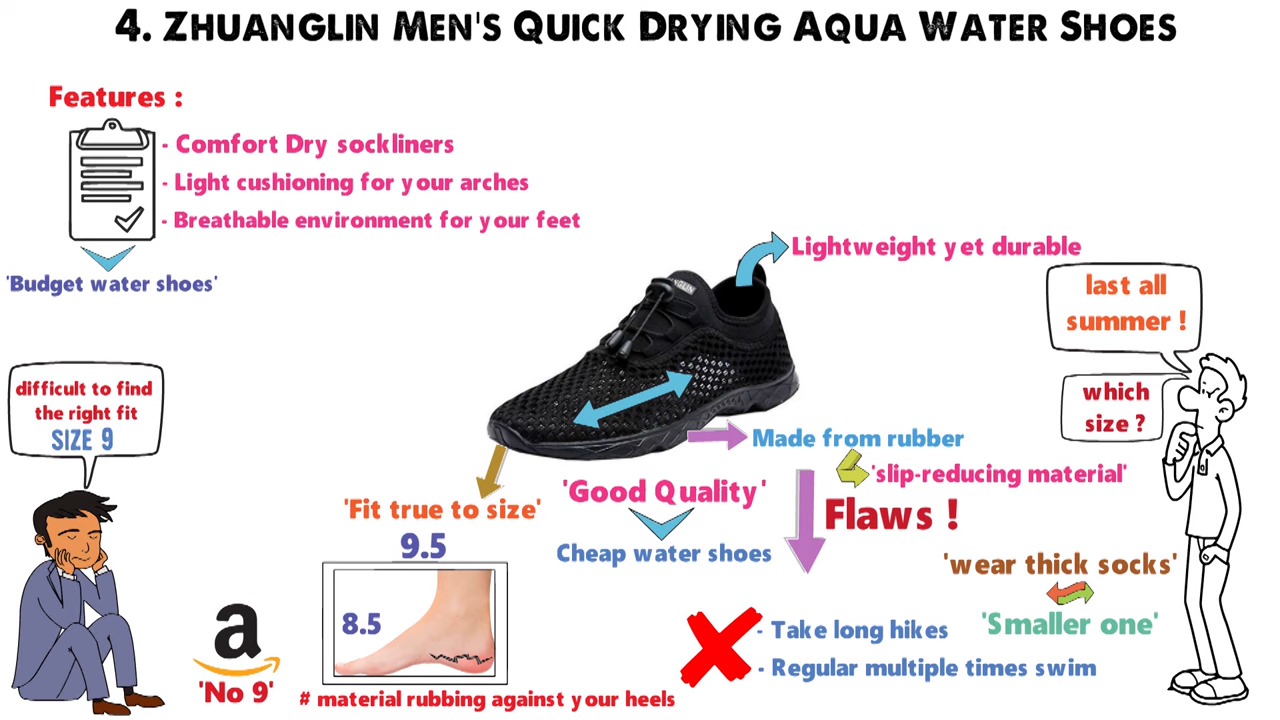 4. Zhuanglin Men's Quick Drying Aqua Water Shoes
Features :
- Comfort Dry sockliners
- Light cushioning for your arches
- Breathable environment for your feet
'Budget water shoes'
Lightweight yet durable
last all
summer !
which
size ?
difficult to find
the right fit
SIZE 9
Made from rubber
'slip-reducing material'
'Fit true to size'
'Good Quality'
Flaws !
9.5
Cheap water shoes
'wear thick socks'
8.5
'Smaller one'
- Take long hikes
- Regular multiple times swim
a
'No 9'
# material rubbing against your heels